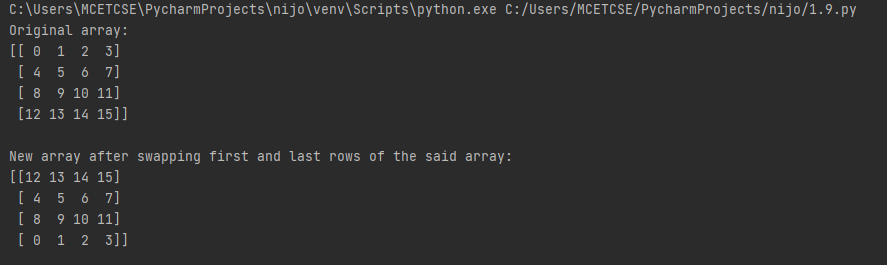 C:\Users\MCETCSE\PycharmProjects\nijo\venv\Scripts\python.exe C:/Users/MCETCSE/PycharmProjects/nijo/1.9.py
Original array:
[[ 0  1  2  3]
 [ 4  5  6  7]
 [ 8  9 10 11]
 [12 13 14 15]]

New array after swapping first and last rows of the said array:
[[12 13 14 15]
 [ 4  5  6  7]
 [ 8  9 10 11]
 [ 0  1  2  3]]